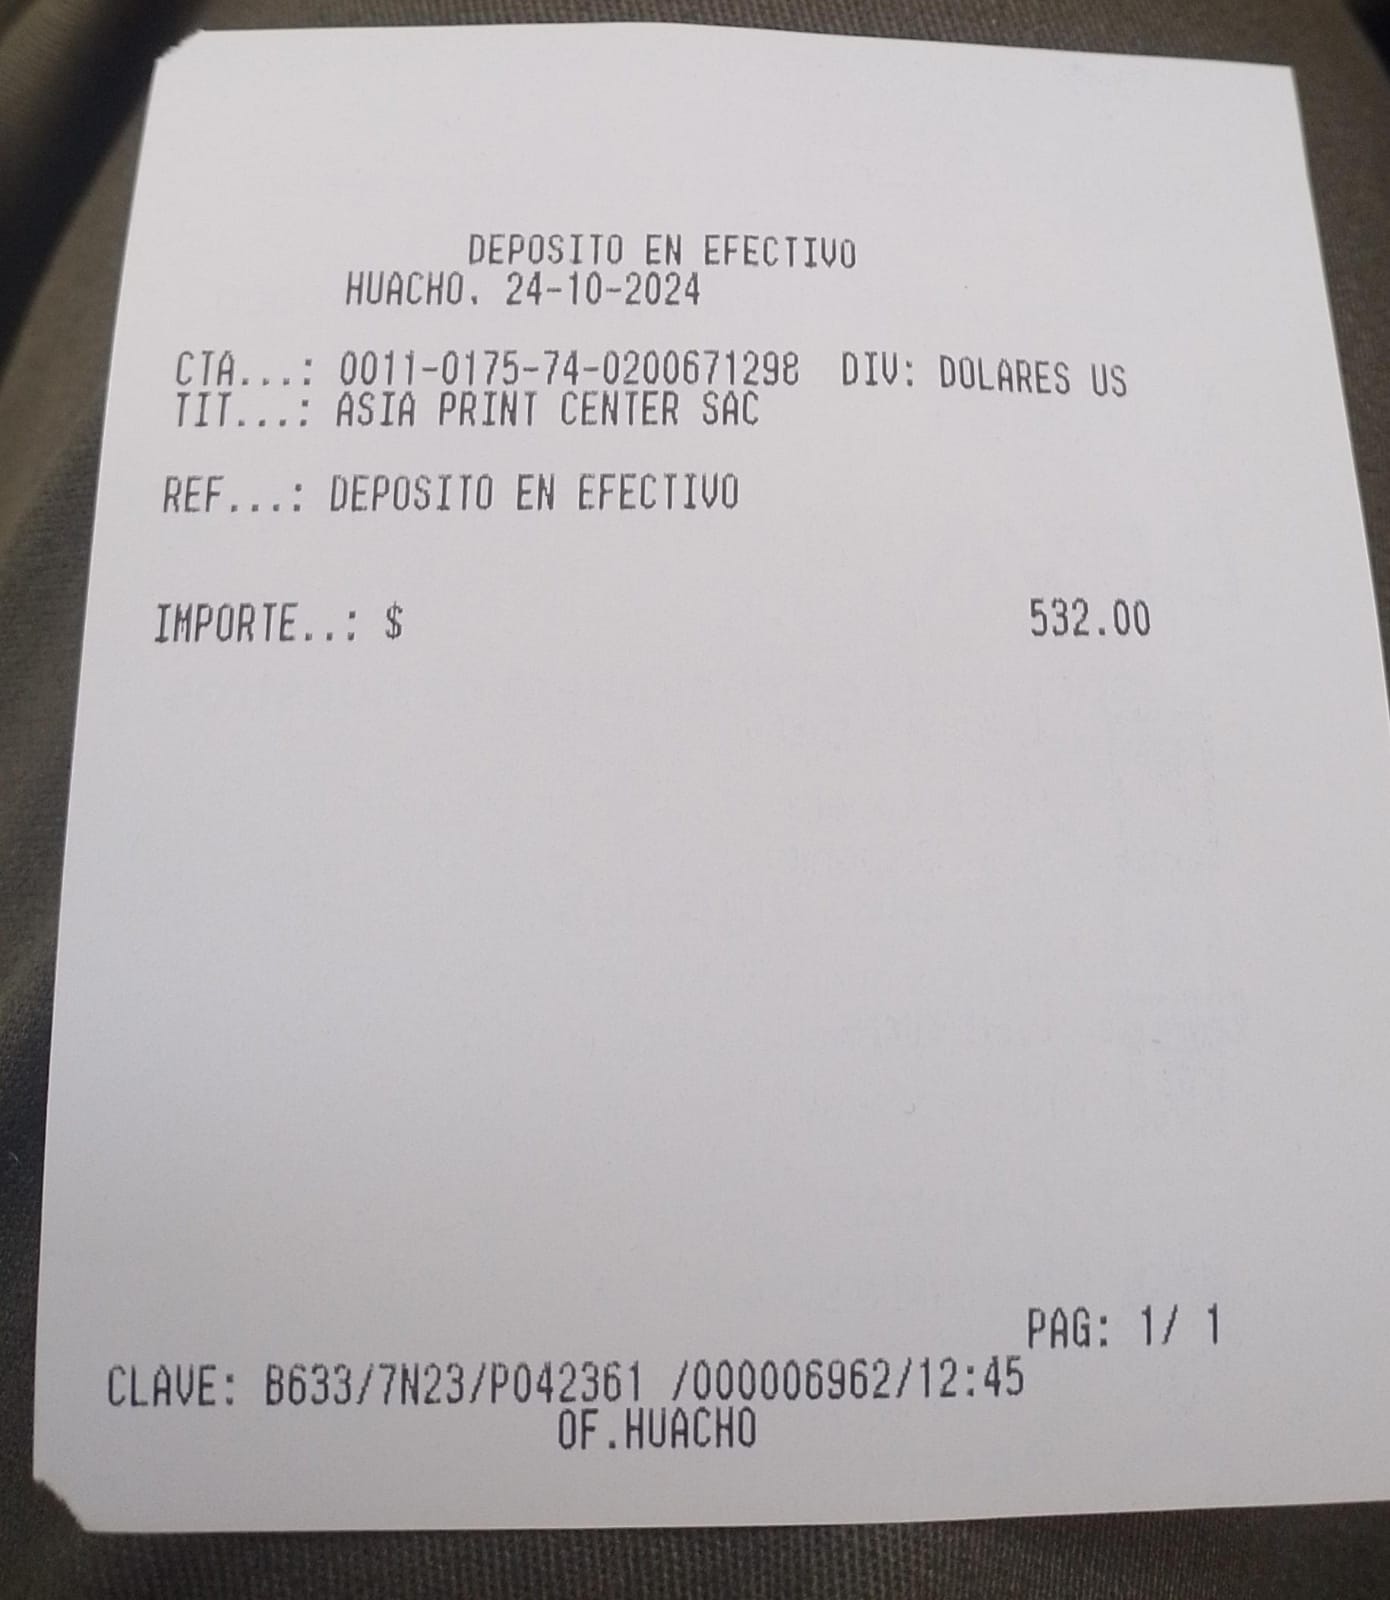 DEPOSITO EN EFECTIVO
HUACHO. 24-10-2024
CTA...: 0011-0175-74-0200671298 DIV: DOLARES US
TIT...: ASIA PRINT CENTER SAC
REF...: DEPOSITO EN EFECTIVO
IMPORTE..: $ 532.00
PAG: 1/ 1
CLAVE: B633/7N23/P042361 /000006962/12:45
OF.HUACHO